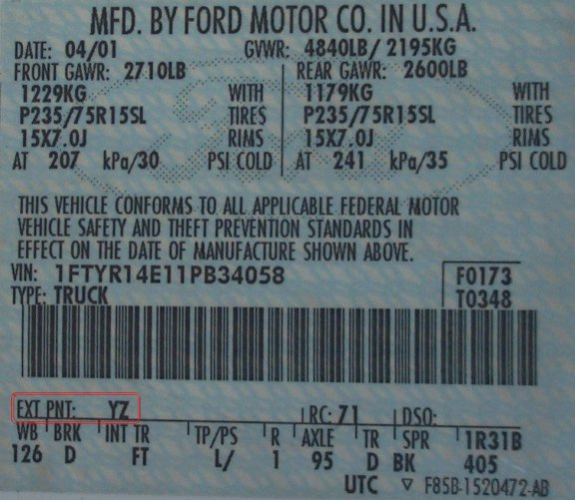 MFD. BY FORD MOTOR CO. IN U.S.A.
DATE: 04/01 GVWR: 4840LB/ 2195KG
FRONT GAWR: 2710LB REAR GAWR: 2600LB
1229KG WITH 1179KG WITH
P235/75R15SL TIRES P235/75R15SL TIRES
15X7.0J RIMS 15X7.0J RIMS
AT 207 kPa/30 PSI COLD AT 241 kPa/35 PSI COLD
THIS VEHICLE CONFORMS TO ALL APPLICABLE FEDERAL MOTOR
VEHICLE SAFETY AND THEFT PREVENTION STANDARDS IN
EFFECT ON THE DATE OF MANUFACTURE SHOWN ABOVE.
VIN: 1FTYR14E11PB34058 F0173
TYPE: TRUCK T0348
EXT PNT: YZ RC: 71 DSO:
WB BRK INT TR TP/PS R AXLE TR SPR 1R31B
126 D FT L/ 1 95 D BK 405
UTC ▽ F85B-1520472-AB